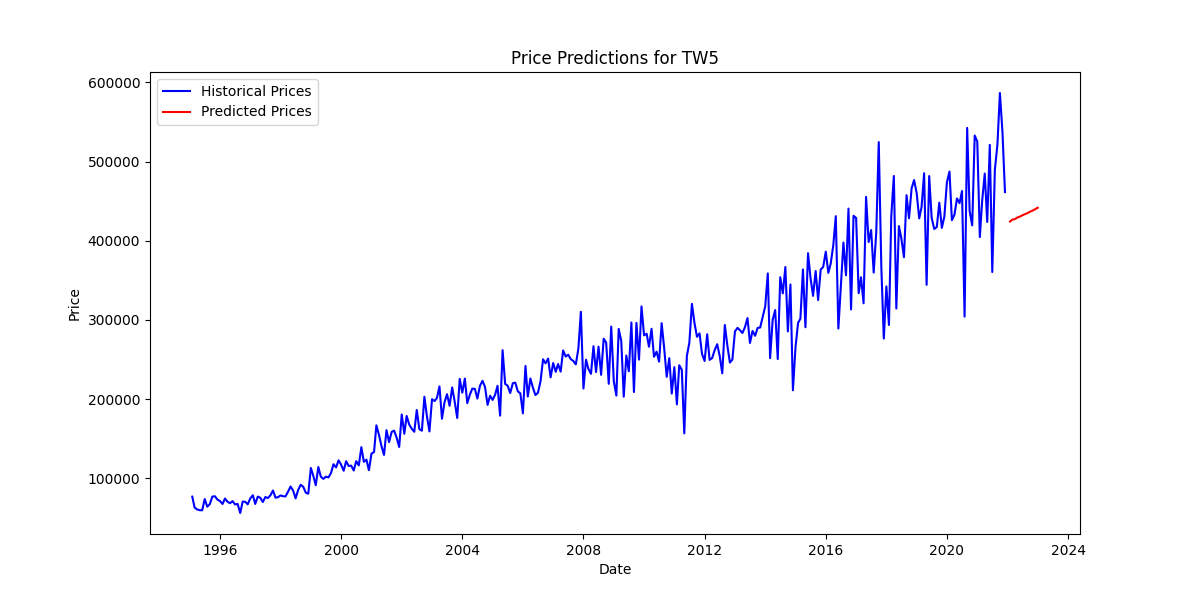 Price Predictions for TW5
Historical Prices
Predicted Prices
600000
500000
400000
300000
200000
100000
Price
1996
2000
2004
2008
2012
2016
2020
2024
Date